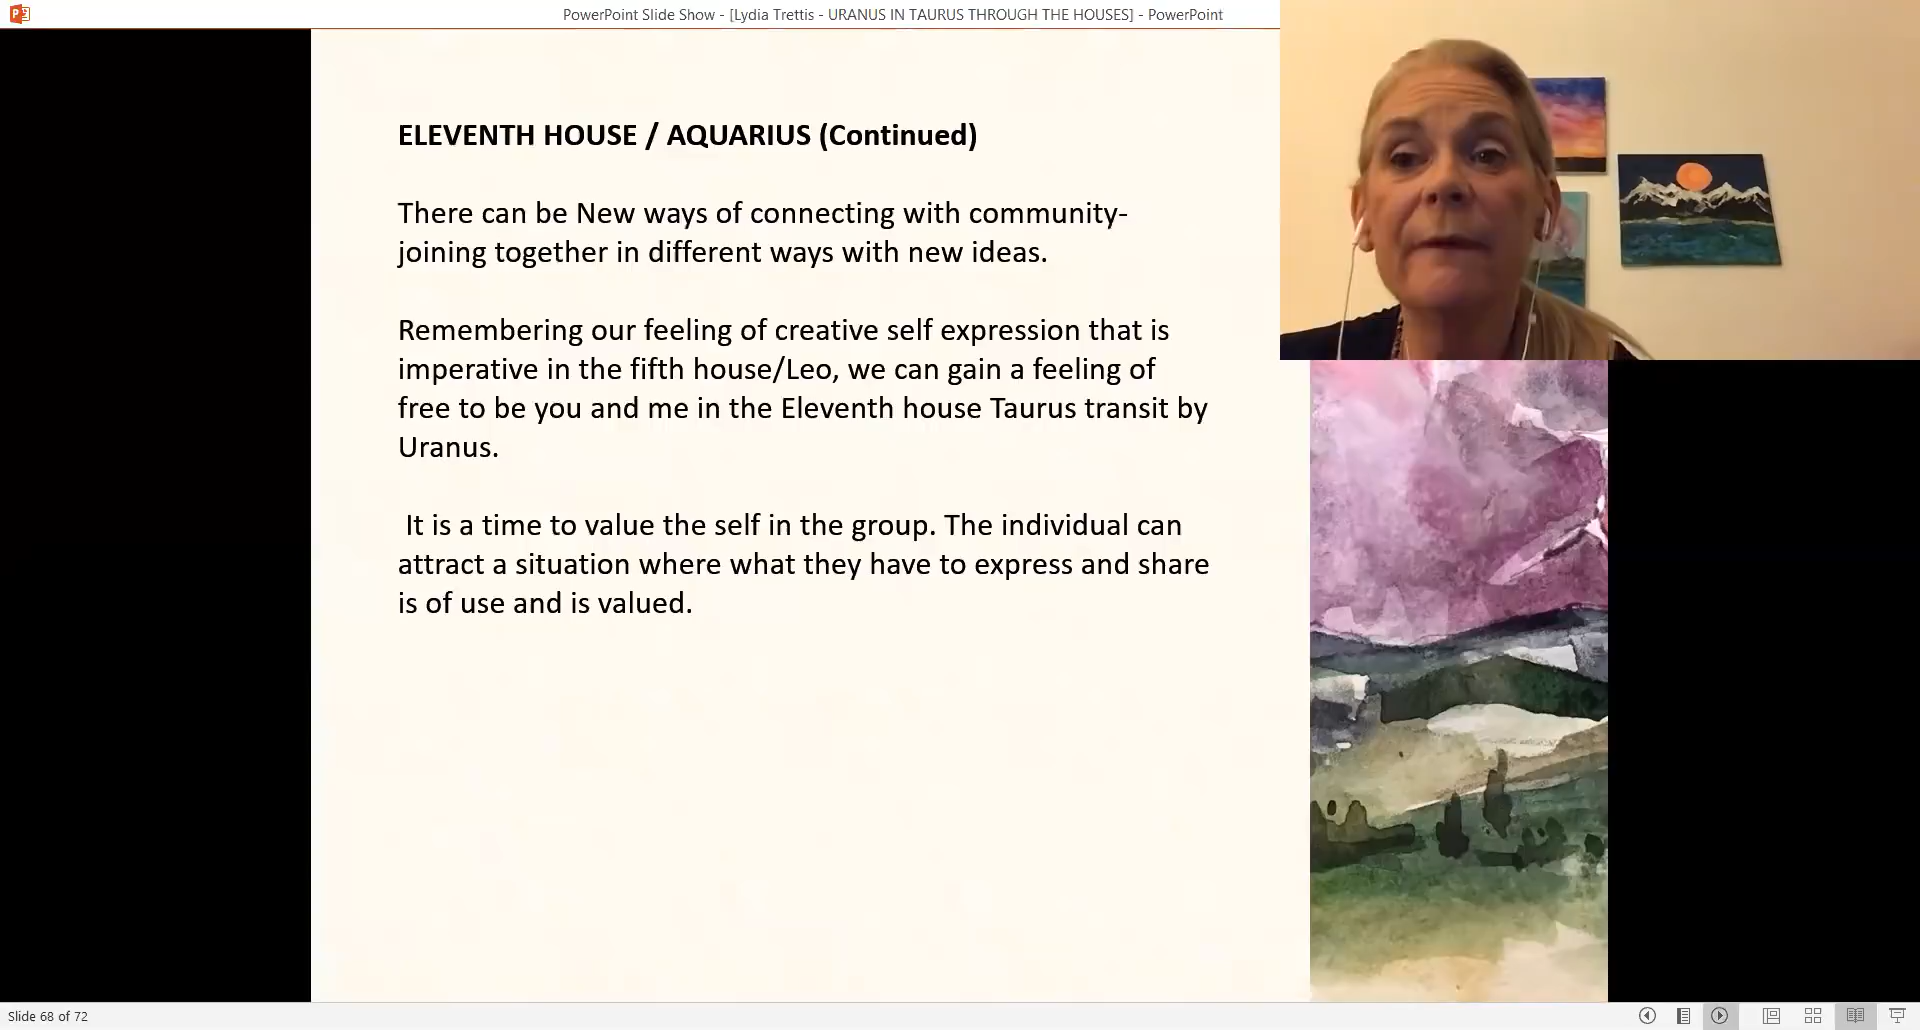 PowerPoint Slide Show - [Lydia Trettis - URANUS IN TAURUS THROUGH THE HOUSES] - PowerPoint
ELEVENTH HOUSE / AQUARIUS (Continued)
There can be New ways of connecting with community-
joining together in different ways with new ideas.
Remembering our feeling of creative self expression that is
imperative in the fifth house/Leo, we can gain a feeling of
free to be you and me in the Eleventh house Taurus transit by
Uranus.
It is a time to value the self in the group. The individual can
attract a situation where what they have to express and share
is of use and is valued.
Slide 68 of 72